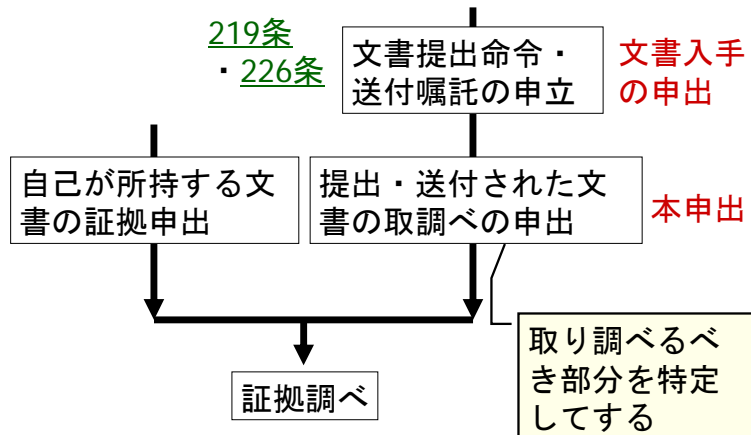 219条
・226条
文書提出命令・
送付嘱託の申立
文書入手
の申出
自己が所持する文
書の証拠申出
提出・送付された文
書の取調べの申出
本申出
取り調べるべ
き部分を特定
してする
証拠調べ